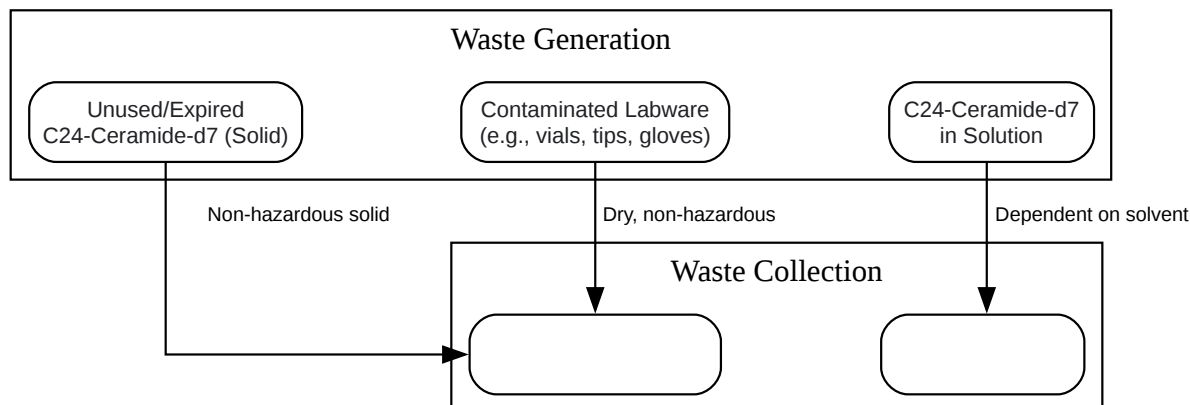 Waste Generation
Unused/Expired
C24-Ceramide-d7 (Solid)
Contaminated Labware
(e.g., vials, tips, gloves)
C24-Ceramide-d7
in Solution
Non-hazardous solid
Dry, non-hazardous
Dependent on solvent
Waste Collection